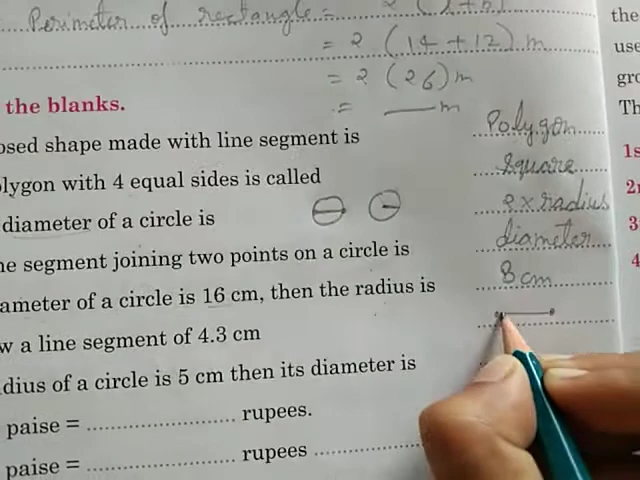 Perimeter of rectangle =
= 2 (14 + 12) m
= 2 (26) m
= — m
the blanks.
osed shape made with line segment is Polygon
olygon with 4 equal sides is called square
diameter of a circle is 2 x radius
ne segment joining two points on a circle is diameter
ameter of a circle is 16 cm, then the radius is 8 cm
w a line segment of 4.3 cm
dius of a circle is 5 cm then its diameter is
paise = .................................... rupees.
paise = .................................... rupees ..........................
the
use
gro
Th
1s
2n
3
4